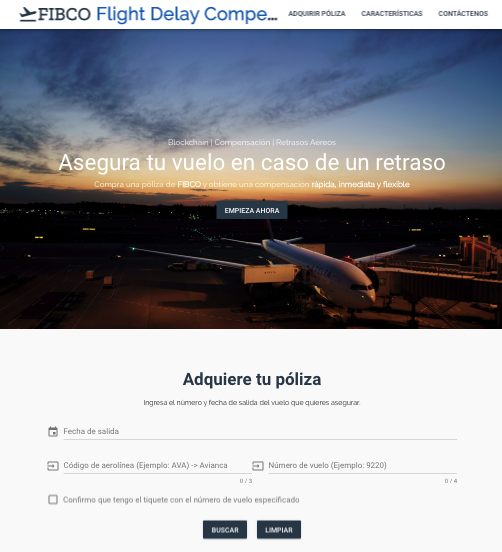 FIBCO Flight Delay Compe...
ADQUIRIR PÓLIZA
CARACTERÍSTICAS
CONTÁCTENOS
Blockchain | Compensación | Retrasos Aéreos
Asegura tu vuelo en caso de un retraso
Compra una póliza de FIBCO y obtiene una compensación rápida, inmediata y flexible
EMPIEZA AHORA
Adquiere tu póliza
Ingresa el número y fecha de salida del vuelo que quieres asegurar.
Fecha de salida
Código de aerolínea (Ejemplo: AVA) -> Avianca
Número de vuelo (Ejemplo: 9220)
0 / 3
0 / 4
Confirmo que tengo el tiquete con el número de vuelo especificado
BUSCAR
LIMPIAR